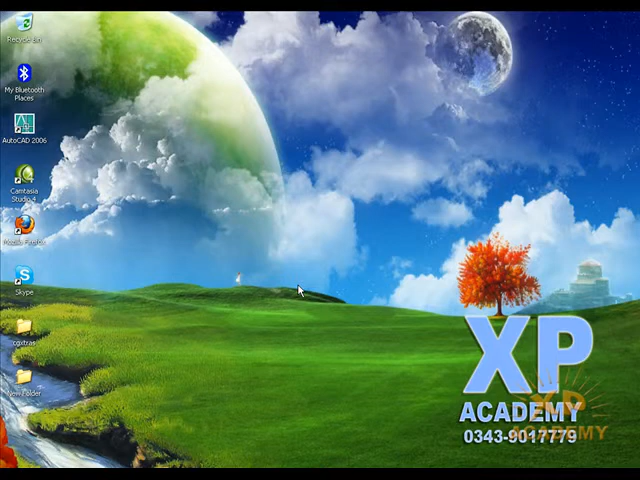 Recycle Bin
My Bluetooth
Places
AutoCAD 2006
Camtasia
Studio 4
Mozilla Firefox
Skype
cgxtras
New Folder
XP
ACADEMY
0343-9017779
XP
ACADEMY